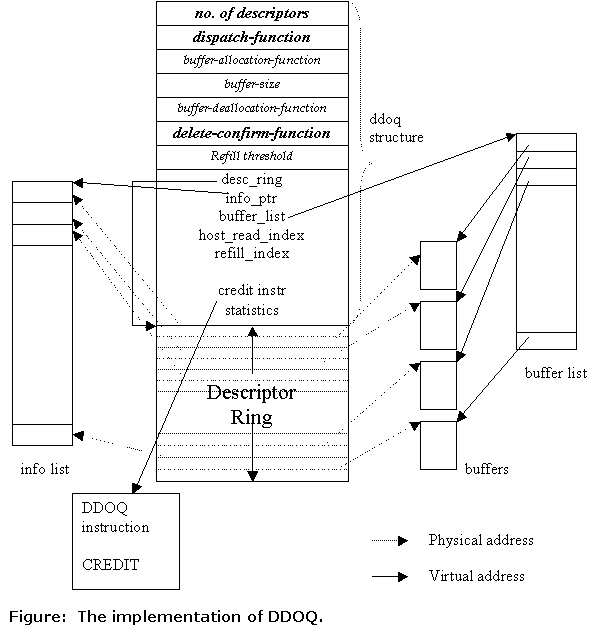 no. of descriptors
dispatch-function
buffer-allocation-function
buffer-size
buffer-deallocation-function
delete-confirm-function
Refill threshold
ddoq
structure
desc_ring
info_ptr
buffer_list
host_read_index
refill_index
credit instr
statistics
Descriptor
Ring
buffer list
info list
buffers
DDOQ
instruction
CREDIT
Physical address
Virtual address
Figure:  The implementation of DDOQ.